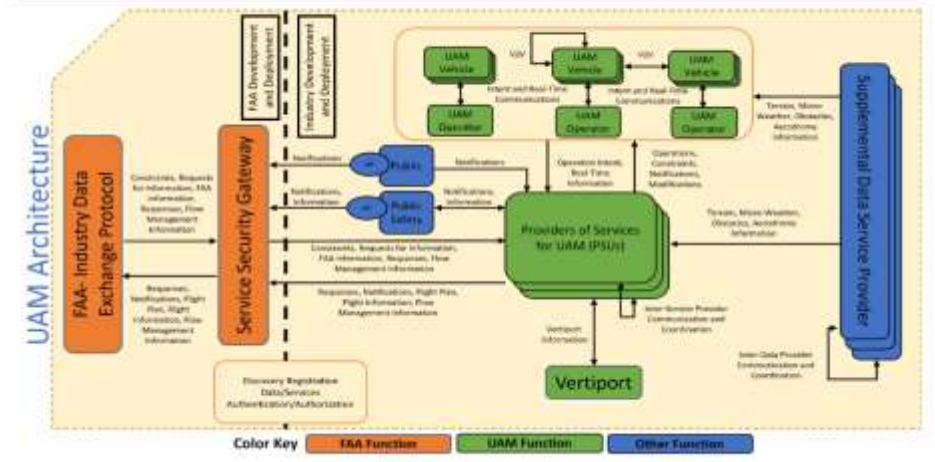 UAM Architecture
FAA Development
and Deployment
Industry Development
and Deployment
V2V
V2V
UAM
Vehicle
UAM
Vehicle
UAM
Vehicle
Intent and Real-Time
Communications
Intent and Real-Time
Communications
UAM
Operator
UAM
Operator
UAM
Operator
Terrain, Micro
Weather, Obstacles,
Aerodrome
Information
Supplemental Data Service Provider
FAA- Industry Data
Exchange Protocol
Constraints, Requests
for Information, FAA
Information,
Responses, Flow
Management
Information
Responses,
Notifications, Flight
Plan, Flight
Information, Flow
Management
Information
Service Security Gateway
Notifications
Public
Notifications
Notifications,
Information
Public
Safety
Notifications,
Information
Operation Intent,
Real Time
Information
Operations,
Constraints,
Notifications,
Modifications
Providers of Services
for UAM (PSUs)
Terrain, Micro Weather,
Obstacles, Aerodrome
Information
Constraints, Requests for Information,
FAA Information, Responses, Flow
Management Information
Responses, Notifications, Flight Plan,
Flight Information, Flow
Management Information
Inter-Service Provider
Communication and
Coordination
Vertiport
Information
Vertiport
Inter-Data Provider
Communication and
Coordination
Discovery Registration
Data/Services
Authentication/Authorization
Color Key
FAA Function
UAM Function
Other Function